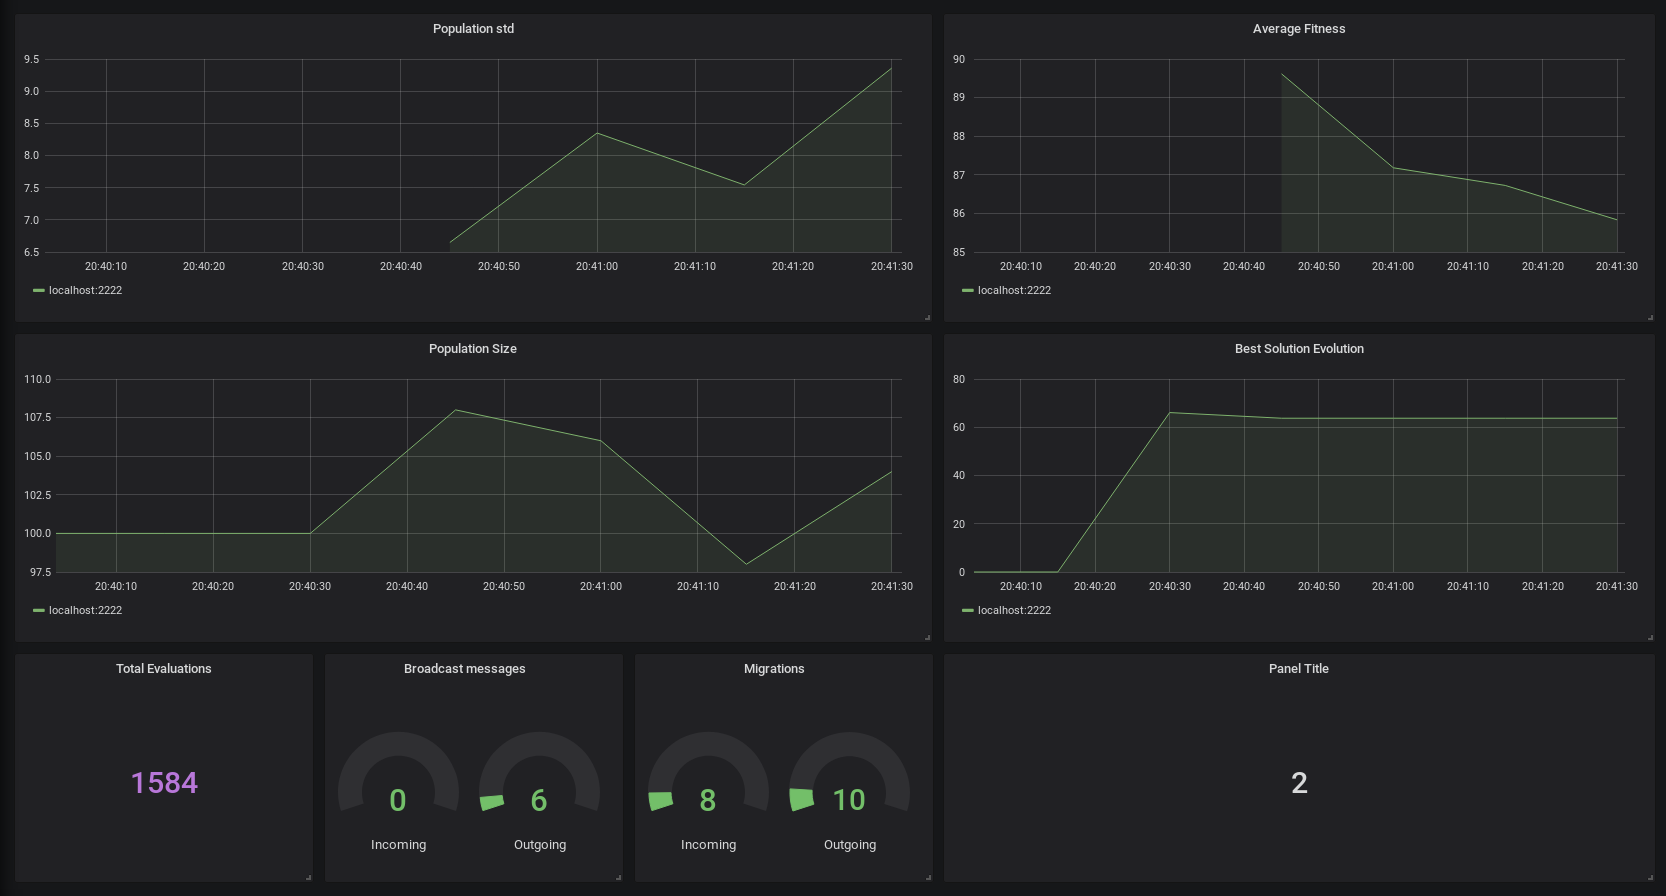 Population std
9.5
9.0
8.5
8.0
7.5
7.0
6.5
20:40:10 20:40:20 20:40:30 20:40:40 20:40:50 20:41:00 20:41:10 20:41:20 20:41:30
localhost:2222
Average Fitness
90
89
88
87
86
85
20:40:10 20:40:20 20:40:30 20:40:40 20:40:50 20:41:00 20:41:10 20:41:20 20:41:30
localhost:2222
Population Size
110.0
107.5
105.0
102.5
100.0
97.5
20:40:10 20:40:20 20:40:30 20:40:40 20:40:50 20:41:00 20:41:10 20:41:20 20:41:30
localhost:2222
Best Solution Evolution
80
60
40
20
0
20:40:10 20:40:20 20:40:30 20:40:40 20:40:50 20:41:00 20:41:10 20:41:20 20:41:30
localhost:2222
Total Evaluations
1584
Broadcast messages
0 6
Incoming Outgoing
Migrations
8 10
Incoming Outgoing
Panel Title
2